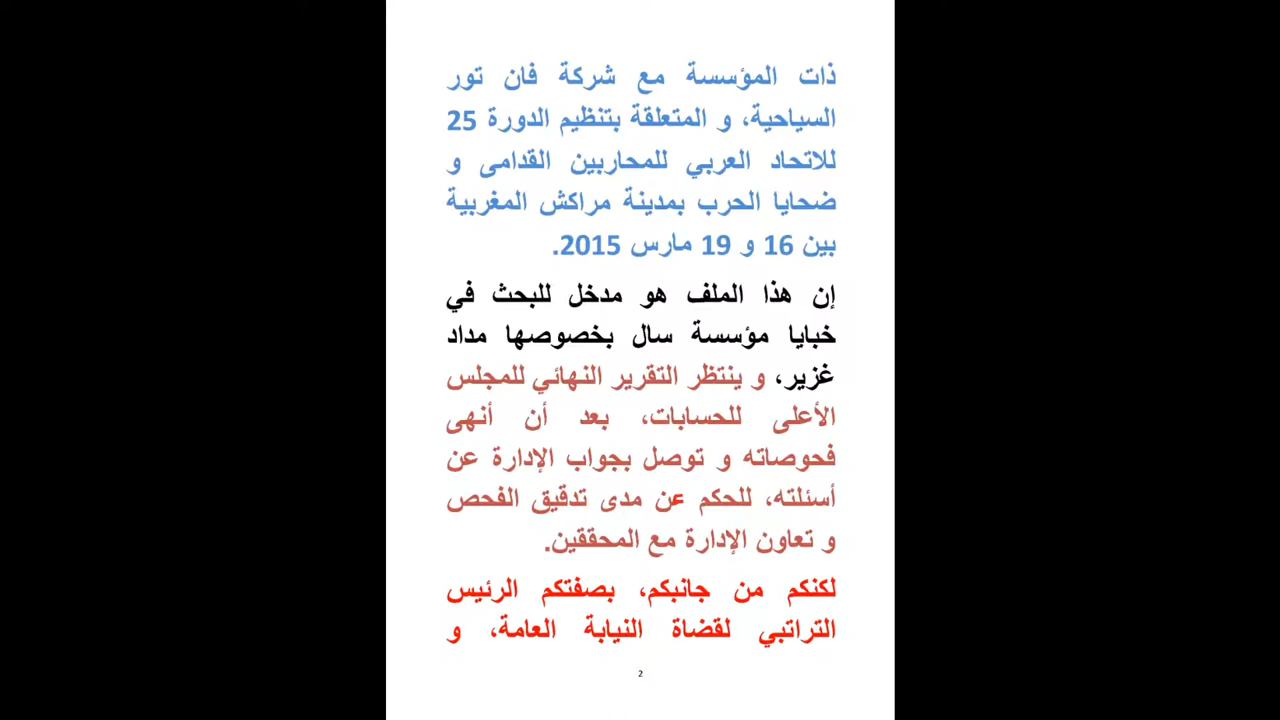 ذات المؤسسة مع شركة فان تور
السياحية، و المتعلقة بتنظيم الدورة 25
للاتحاد العربي للمحاربين القدامى و
ضحايا الحرب بمدينة مراكش المغربية
بين 16 و 19 مارس 2015.
إن هذا الملف هو مدخل للبحث في
خبايا مؤسسة سال بخصوصها مداد
غزير، و ينتظر التقرير النهائي للمجلس
الأعلى للحسابات، بعد أن أنهى
فحوصاته و توصل بجواب الإدارة عن
أسئلته، للحكم عن مدى تدقيق الفحص
و تعاون الإدارة مع المحققين.
لكنكم من جانبكم، بصفتكم الرئيس
التراتبي لقضاة النيابة العامة، و
2